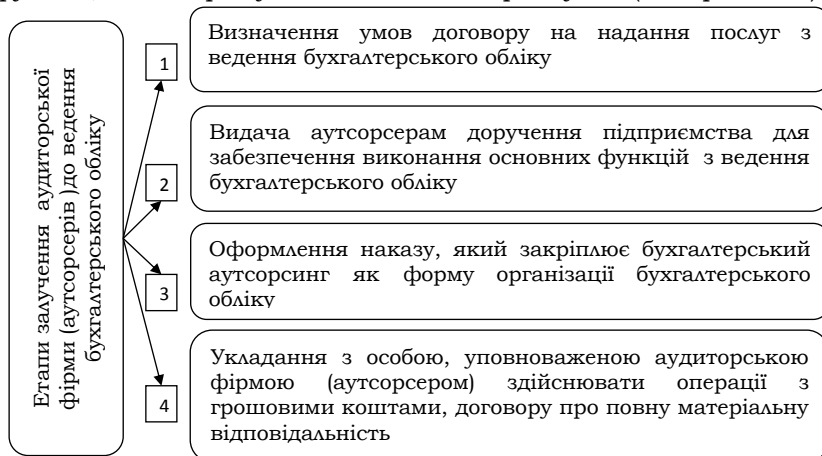 Етапи залучення аудиторської
фірми (аутсорсерів )до ведення
бухгалтерського обліку
1
Визначення умов договору на надання послуг з
ведення бухгалтерського обліку
2
Видача аутсорсерам доручення підприємства для
забезпечення виконання основних функцій з ведення
бухгалтерського обліку
3
Оформлення наказу, який закріплює бухгалтерський
аутсорсинг як форму організації бухгалтерського
обліку
4
Укладання з особою, уповноваженою аудиторською
фірмою (аутсорсером) здійснювати операції з
грошовими коштами, договору про повну матеріальну
відповідальність